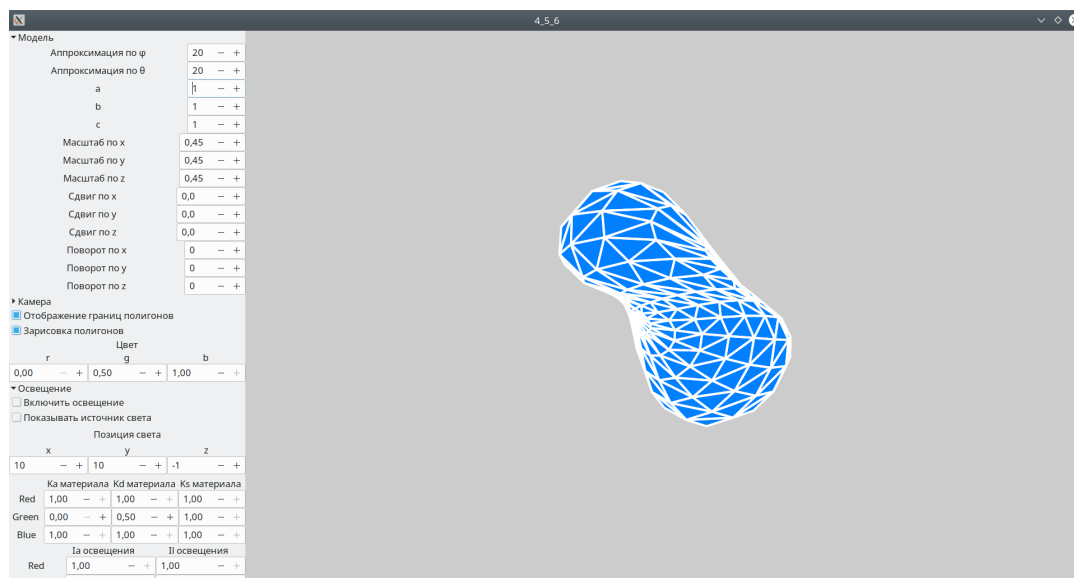 4_5_6
Модель
Аппроксимация по φ 20 − +
Аппроксимация по θ 20 − +
a 1 − +
b 1 − +
c 1 − +
Масштаб по x 0,45 − +
Масштаб по y 0,45 − +
Масштаб по z 0,45 − +
Сдвиг по x 0,0 − +
Сдвиг по y 0,0 − +
Сдвиг по z 0,0 − +
Поворот по x 0 − +
Поворот по y 0 − +
Поворот по z 0 − +
Камера
Отображение границ полигонов
Зарисовка полигонов
Цвет
r g b
0,00 − + 0,50 − + 1,00 − +
Освещение
Включить освещение
Показывать источник света
Позиция света
x y z
10 − + 10 − + -1 − +
Ka материала Kd материала Ks материала
Red 1,00 − + 1,00 − + 1,00 − +
Green 0,00 − + 0,50 − + 1,00 − +
Blue 1,00 − + 1,00 − + 1,00 − +
Ia освещения Il освещения
Red 1,00 − + 1,00 − +